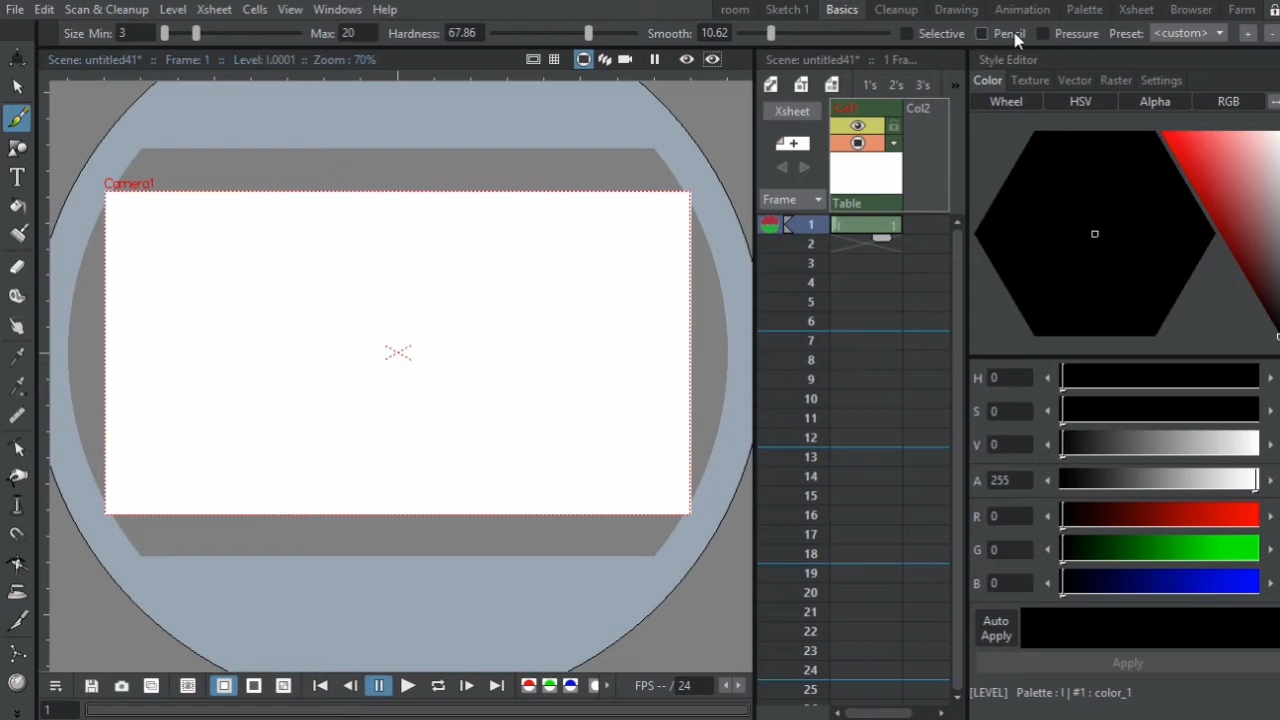 File Edit Scan & Cleanup Level Xsheet Cells View Windows Help room Sketch 1 Basics Cleanup Drawing Animation Palette Xsheet Browser Farm
Size Min: 3 Max: 20 Hardness: 67.86 Smooth: 10.62 Selective Pencil Pressure Preset: <custom> + -
Scene: untitled41* :: Frame: 1 :: Level: I.0001 :: Zoom : 70%
Scene: untitled41* :: 1 Fra...
Style Editor
1's 2's 3's »
Color Texture Vector Raster Settings
Xsheet Col1 Col2
Wheel HSV Alpha RGB
Camera1
Frame Table
1 1
2
3
4
5
6
7
8
9
10
11
12
13
14
15
16
17
18
19
20
21
22
23
24
25
H 0
S 0
V 0
A 255
R 0
G 0
B 0
Auto
Apply
Apply
FPS -- / 24
[LEVEL] Palette : I | #1 : color_1
1